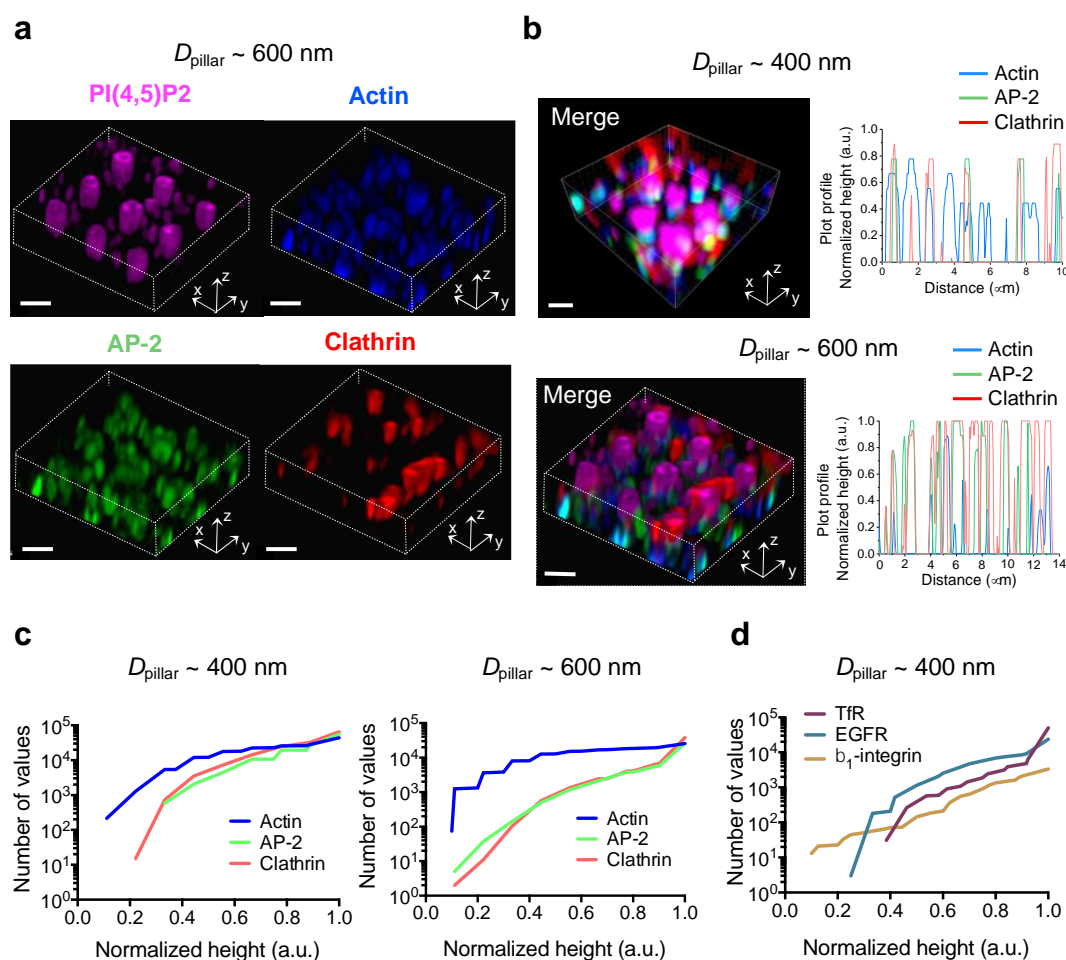 a
D_pillar ~ 600 nm
PI(4,5)P2
Actin
x
z
y
x
z
y
AP-2
Clathrin
x
z
y
x
z
y
b
D_pillar ~ 400 nm
Merge
x
z
y
Actin
AP-2
Clathrin
Plot profile
Normalized height (a.u.)
1.0
0.8
0.6
0.4
0.2
0.0
0 2 4 6 8 10
Distance (∝m)
D_pillar ~ 600 nm
Merge
x
z
y
Actin
AP-2
Clathrin
Plot profile
Normalized height (a.u.)
1.0
0.8
0.6
0.4
0.2
0.0
0 2 4 6 8 10 12 14
Distance (∝m)
c
D_pillar ~ 400 nm
Number of values
10^5
10^4
10^3
10^2
10^1
10^0
Actin
AP-2
Clathrin
0.0 0.2 0.4 0.6 0.8 1.0
Normalized height (a.u.)
D_pillar ~ 600 nm
Number of values
10^5
10^4
10^3
10^2
10^1
10^0
Actin
AP-2
Clathrin
0.0 0.2 0.4 0.6 0.8 1.0
Normalized height (a.u.)
d
D_pillar ~ 400 nm
Number of values
10^5
10^4
10^3
10^2
10^1
10^0
TfR
EGFR
b_1-integrin
0.0 0.2 0.4 0.6 0.8 1.0
Normalized height (a.u.)